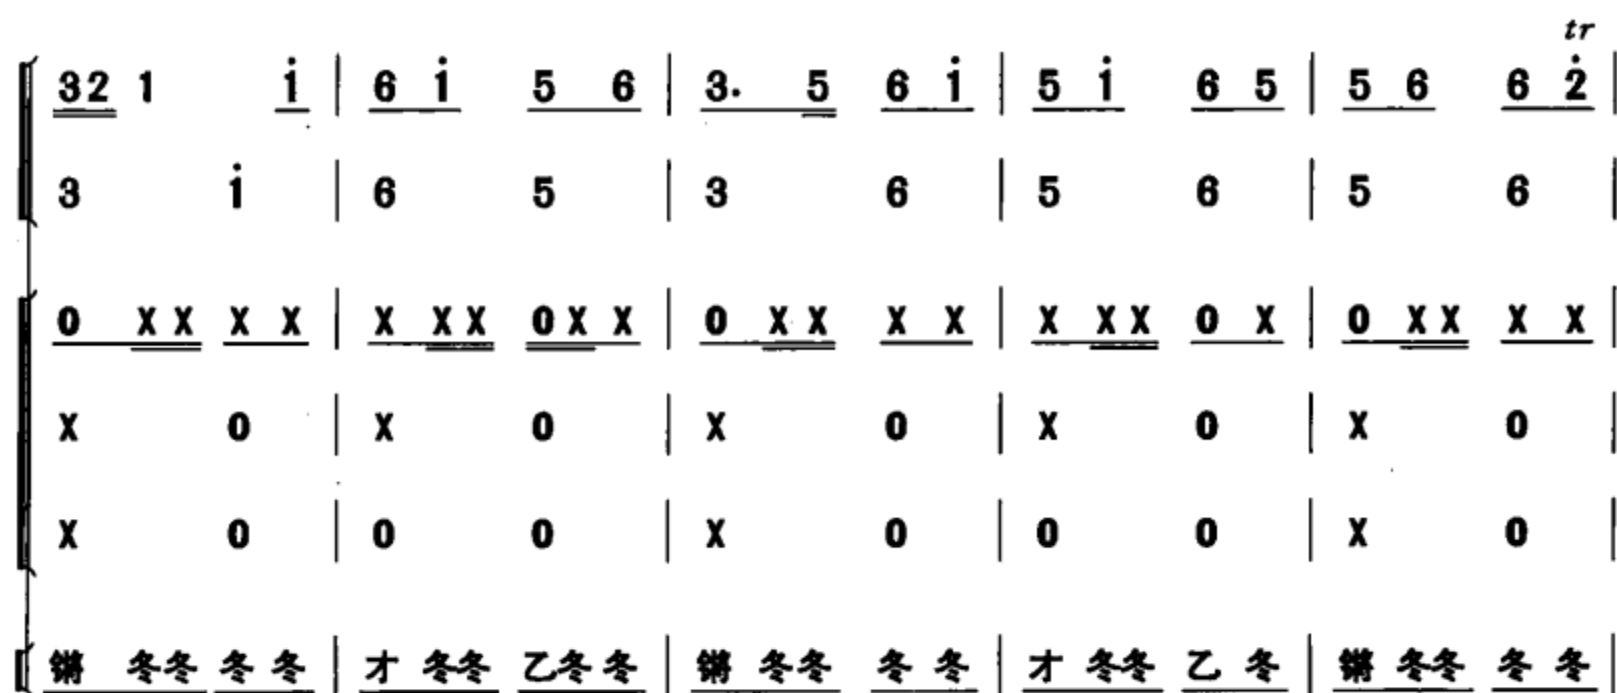 tr
32 1 i̇ | 6 i̇ 5 6 | 3. 5 6 i̇ | 5 i̇ 6 5 | 5 6 6 2̇ |
3 i̇ | 6 5 | 3 6 | 5 6 | 5 6 |
0 X X X X | X X X 0 X X | 0 X X X X | X X X 0 X | 0 X X X X |
X 0 | X 0 | X 0 | X 0 | X 0 |
X 0 | 0 0 | X 0 | 0 0 | X 0 |
锵 冬冬 冬 冬 | 才 冬冬 乙冬 冬 | 锵 冬冬 冬 冬 | 才 冬冬 乙 冬 | 锵 冬冬 冬 冬 |